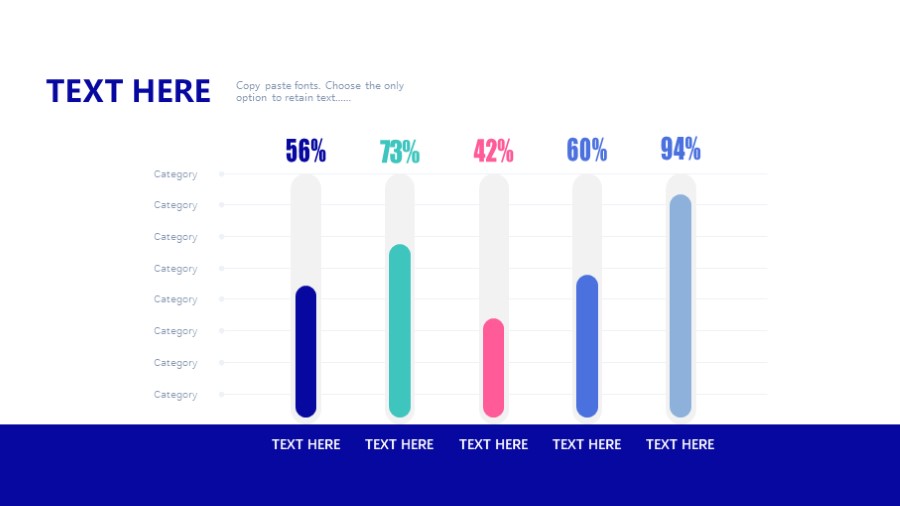 TEXT HERE
Copy paste fonts. Choose the only
option to retain text......
56%
73%
42%
60%
94%
Category
Category
Category
Category
Category
Category
Category
Category
TEXT HERE
TEXT HERE
TEXT HERE
TEXT HERE
TEXT HERE